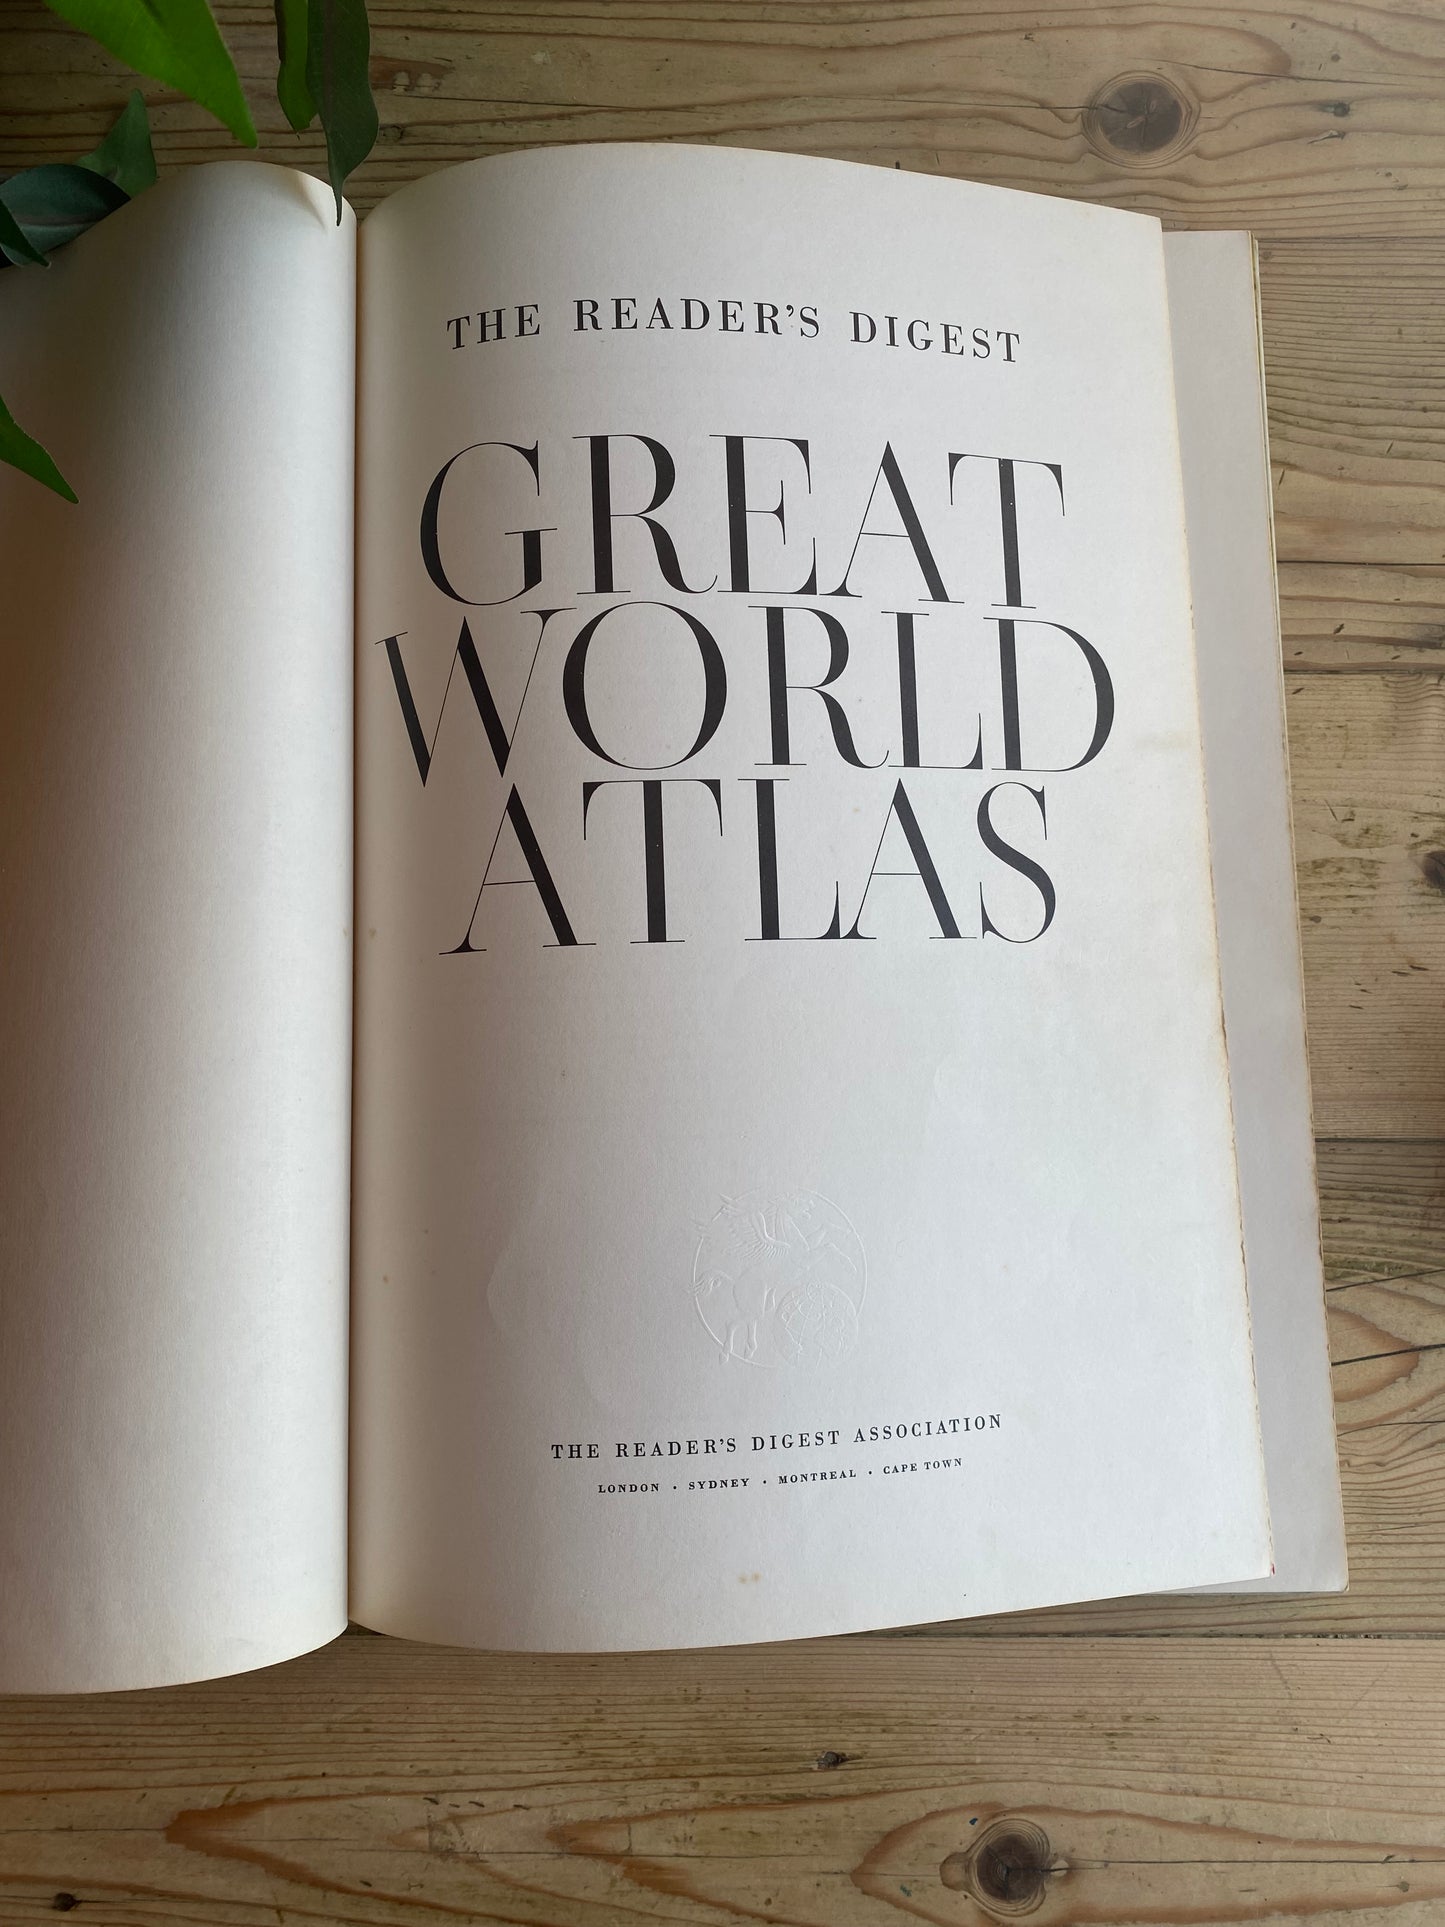 THE READER'S DIGEST
GREAT
WORLD
ATLAS
THE READER'S DIGEST ASSOCIATION
LONDON · SYDNEY · MONTREAL · CAPE TOWN